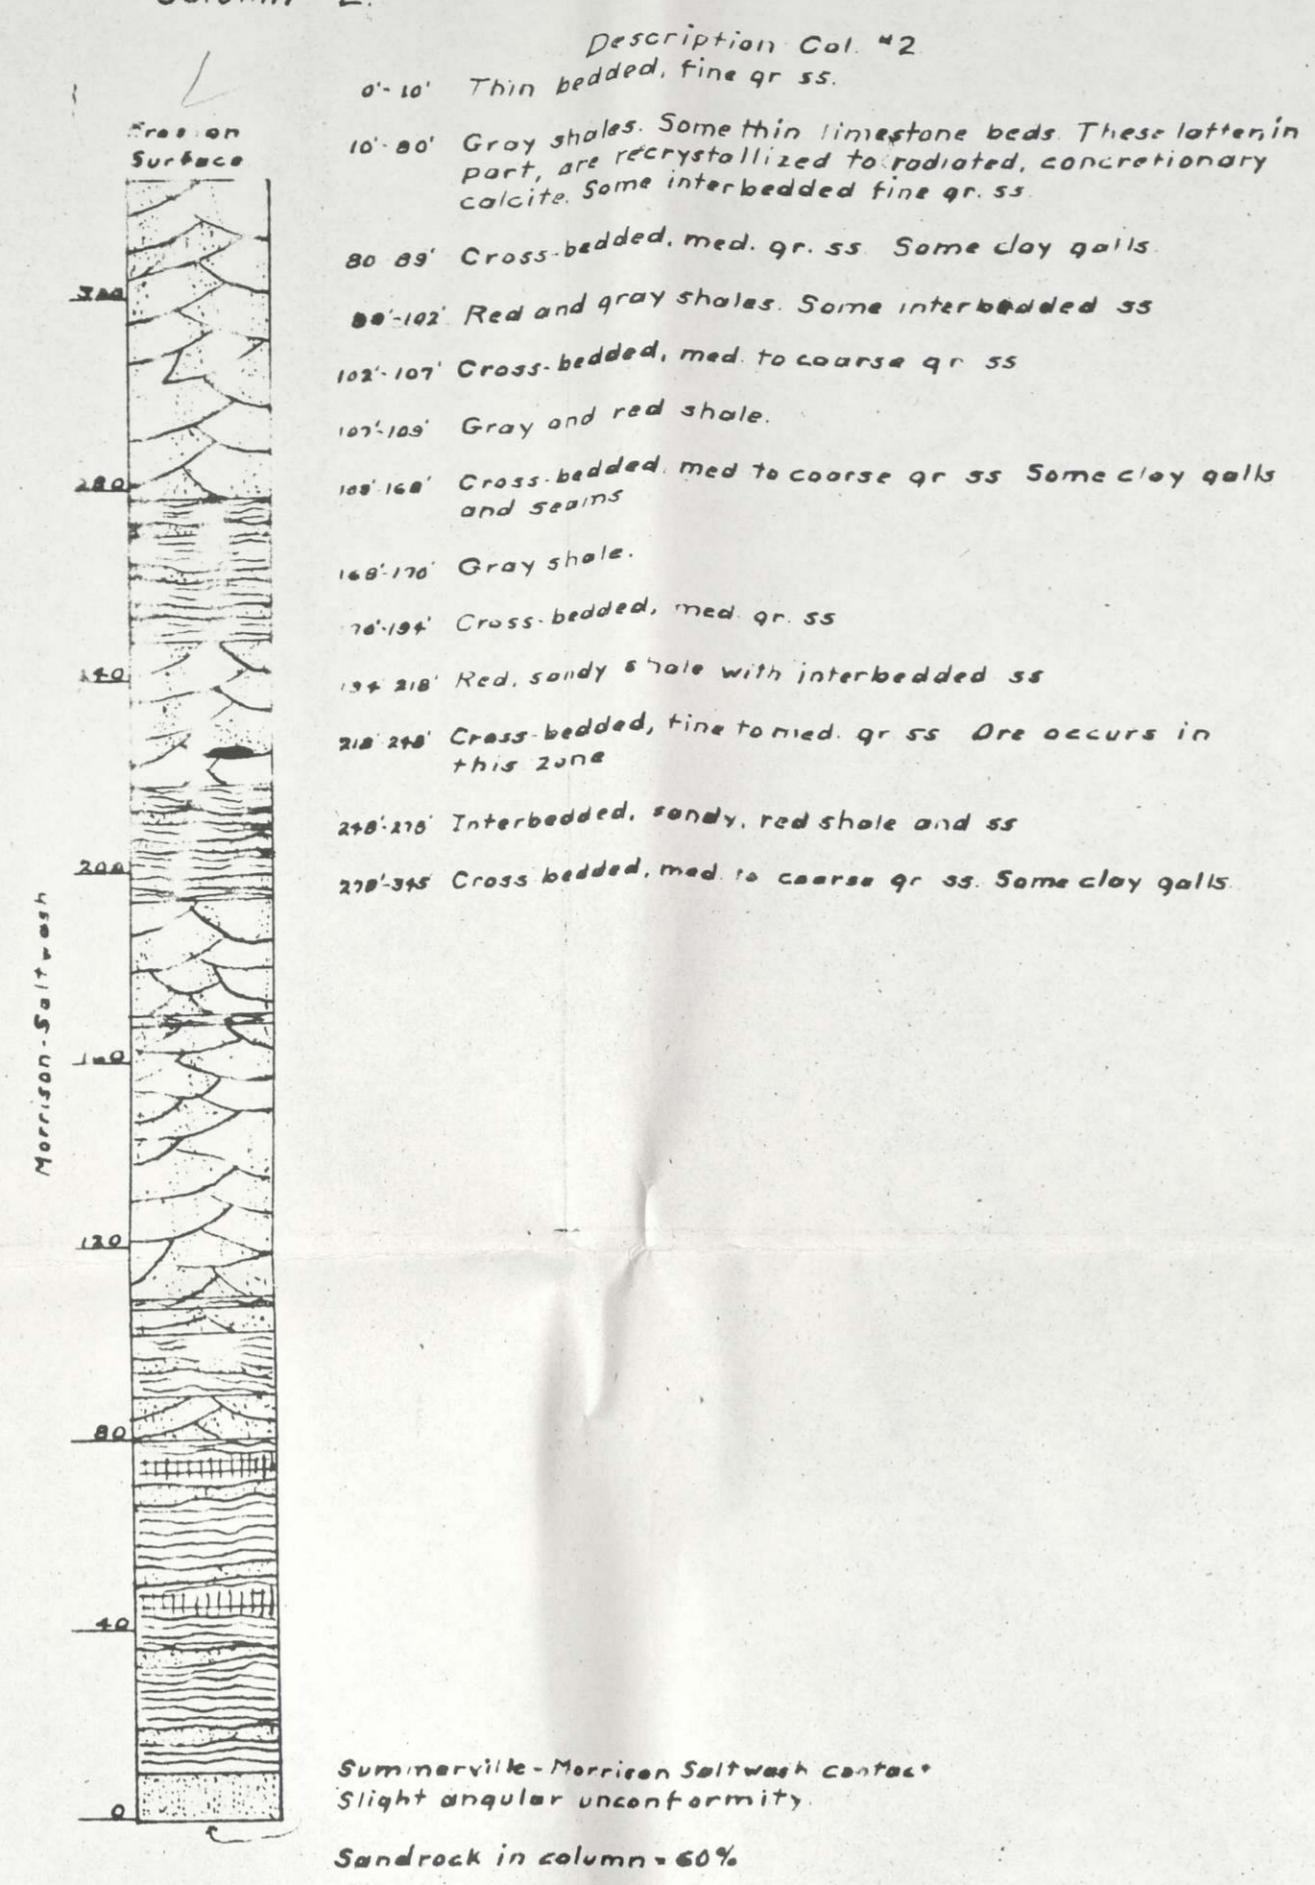 Column 2.
Description Col. #2
0'-10' Thin bedded, fine gr ss.
10'-80' Gray shales. Some thin limestone beds. These latter, in
part, are recrystallized to radiated, concretionary
calcite. Some interbedded fine gr. ss.
80 89' Cross-bedded, med. gr. ss Some clay galls.
89'-102' Red and gray shales. Some interbedded ss
102'-107' Cross-bedded, med. to coarse gr ss
107'-109' Gray and red shale.
109'-168' Cross-bedded, med to coarse gr ss Some clay galls
and seams
168'-170' Gray shale.
170'-194' Cross-bedded, med. gr. ss
194 218' Red, sandy shale with interbedded ss
218' 248' Cross-bedded, fine to med. gr ss Ore occurs in
this zone
248'-278' Interbedded, sandy, red shale and ss
278'-345' Cross bedded, med. to coarse gr ss. Some clay galls.
Erosion
Surface
320
280
240
200
160
120
80
40
0
Morrison-Saltwash
Summerville-Morrison Saltwash contact
Slight angular unconformity.
Sandrock in column = 60%